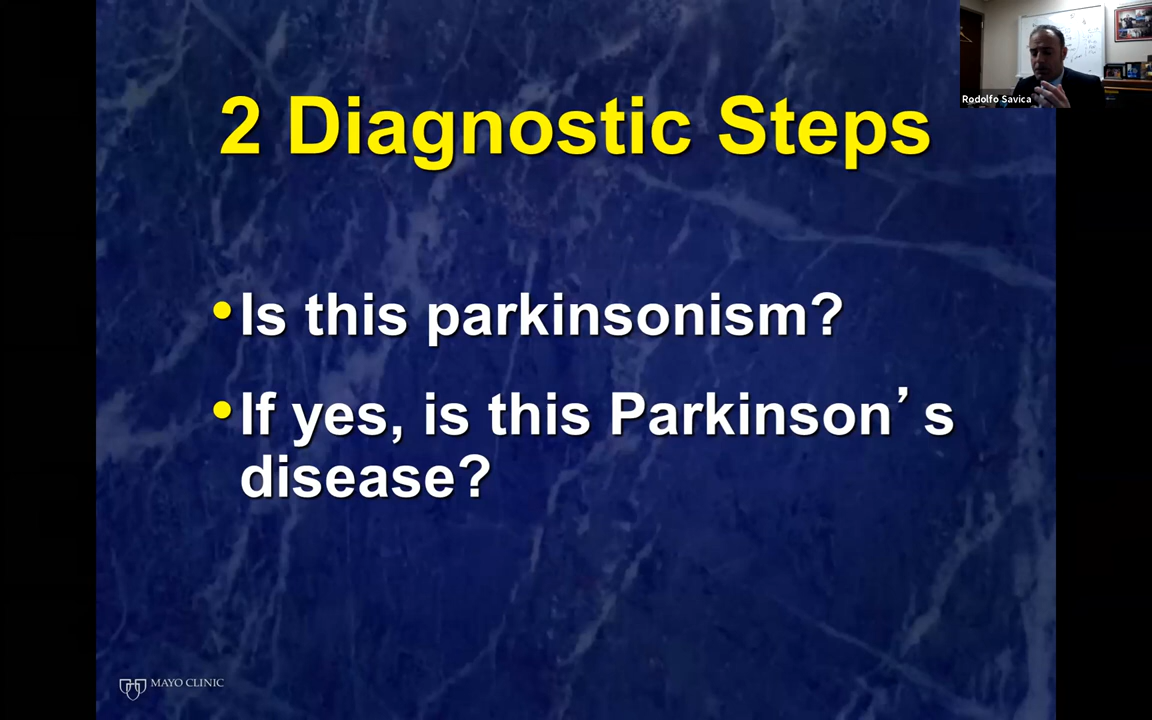 Rodolfo Savica
2 Diagnostic Steps
•Is this parkinsonism?
•If yes, is this Parkinson’s
disease?
MAYO CLINIC